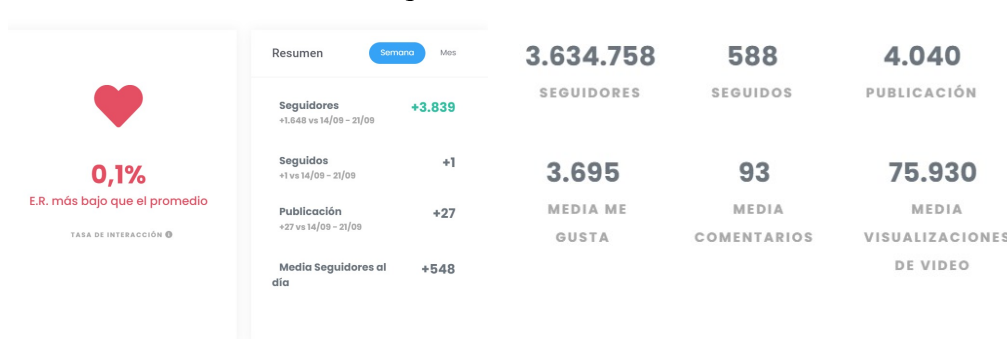 0,1%
E.R. más bajo que el promedio
TASA DE INTERACCIÓN
Resumen
Semana
Mes
Seguidores
+3.839
+1.648 vs 14/09 - 21/09
Seguidos
+1
+1 vs 14/09 - 21/09
Publicación
+27
+27 vs 14/09 - 21/09
Media Seguidores al
día
+548
3.634.758
SEGUIDORES
588
SEGUIDOS
4.040
PUBLICACIÓN
3.695
MEDIA ME
GUSTA
93
MEDIA
COMENTARIOS
75.930
MEDIA
VISUALIZACIONES
DE VIDEO